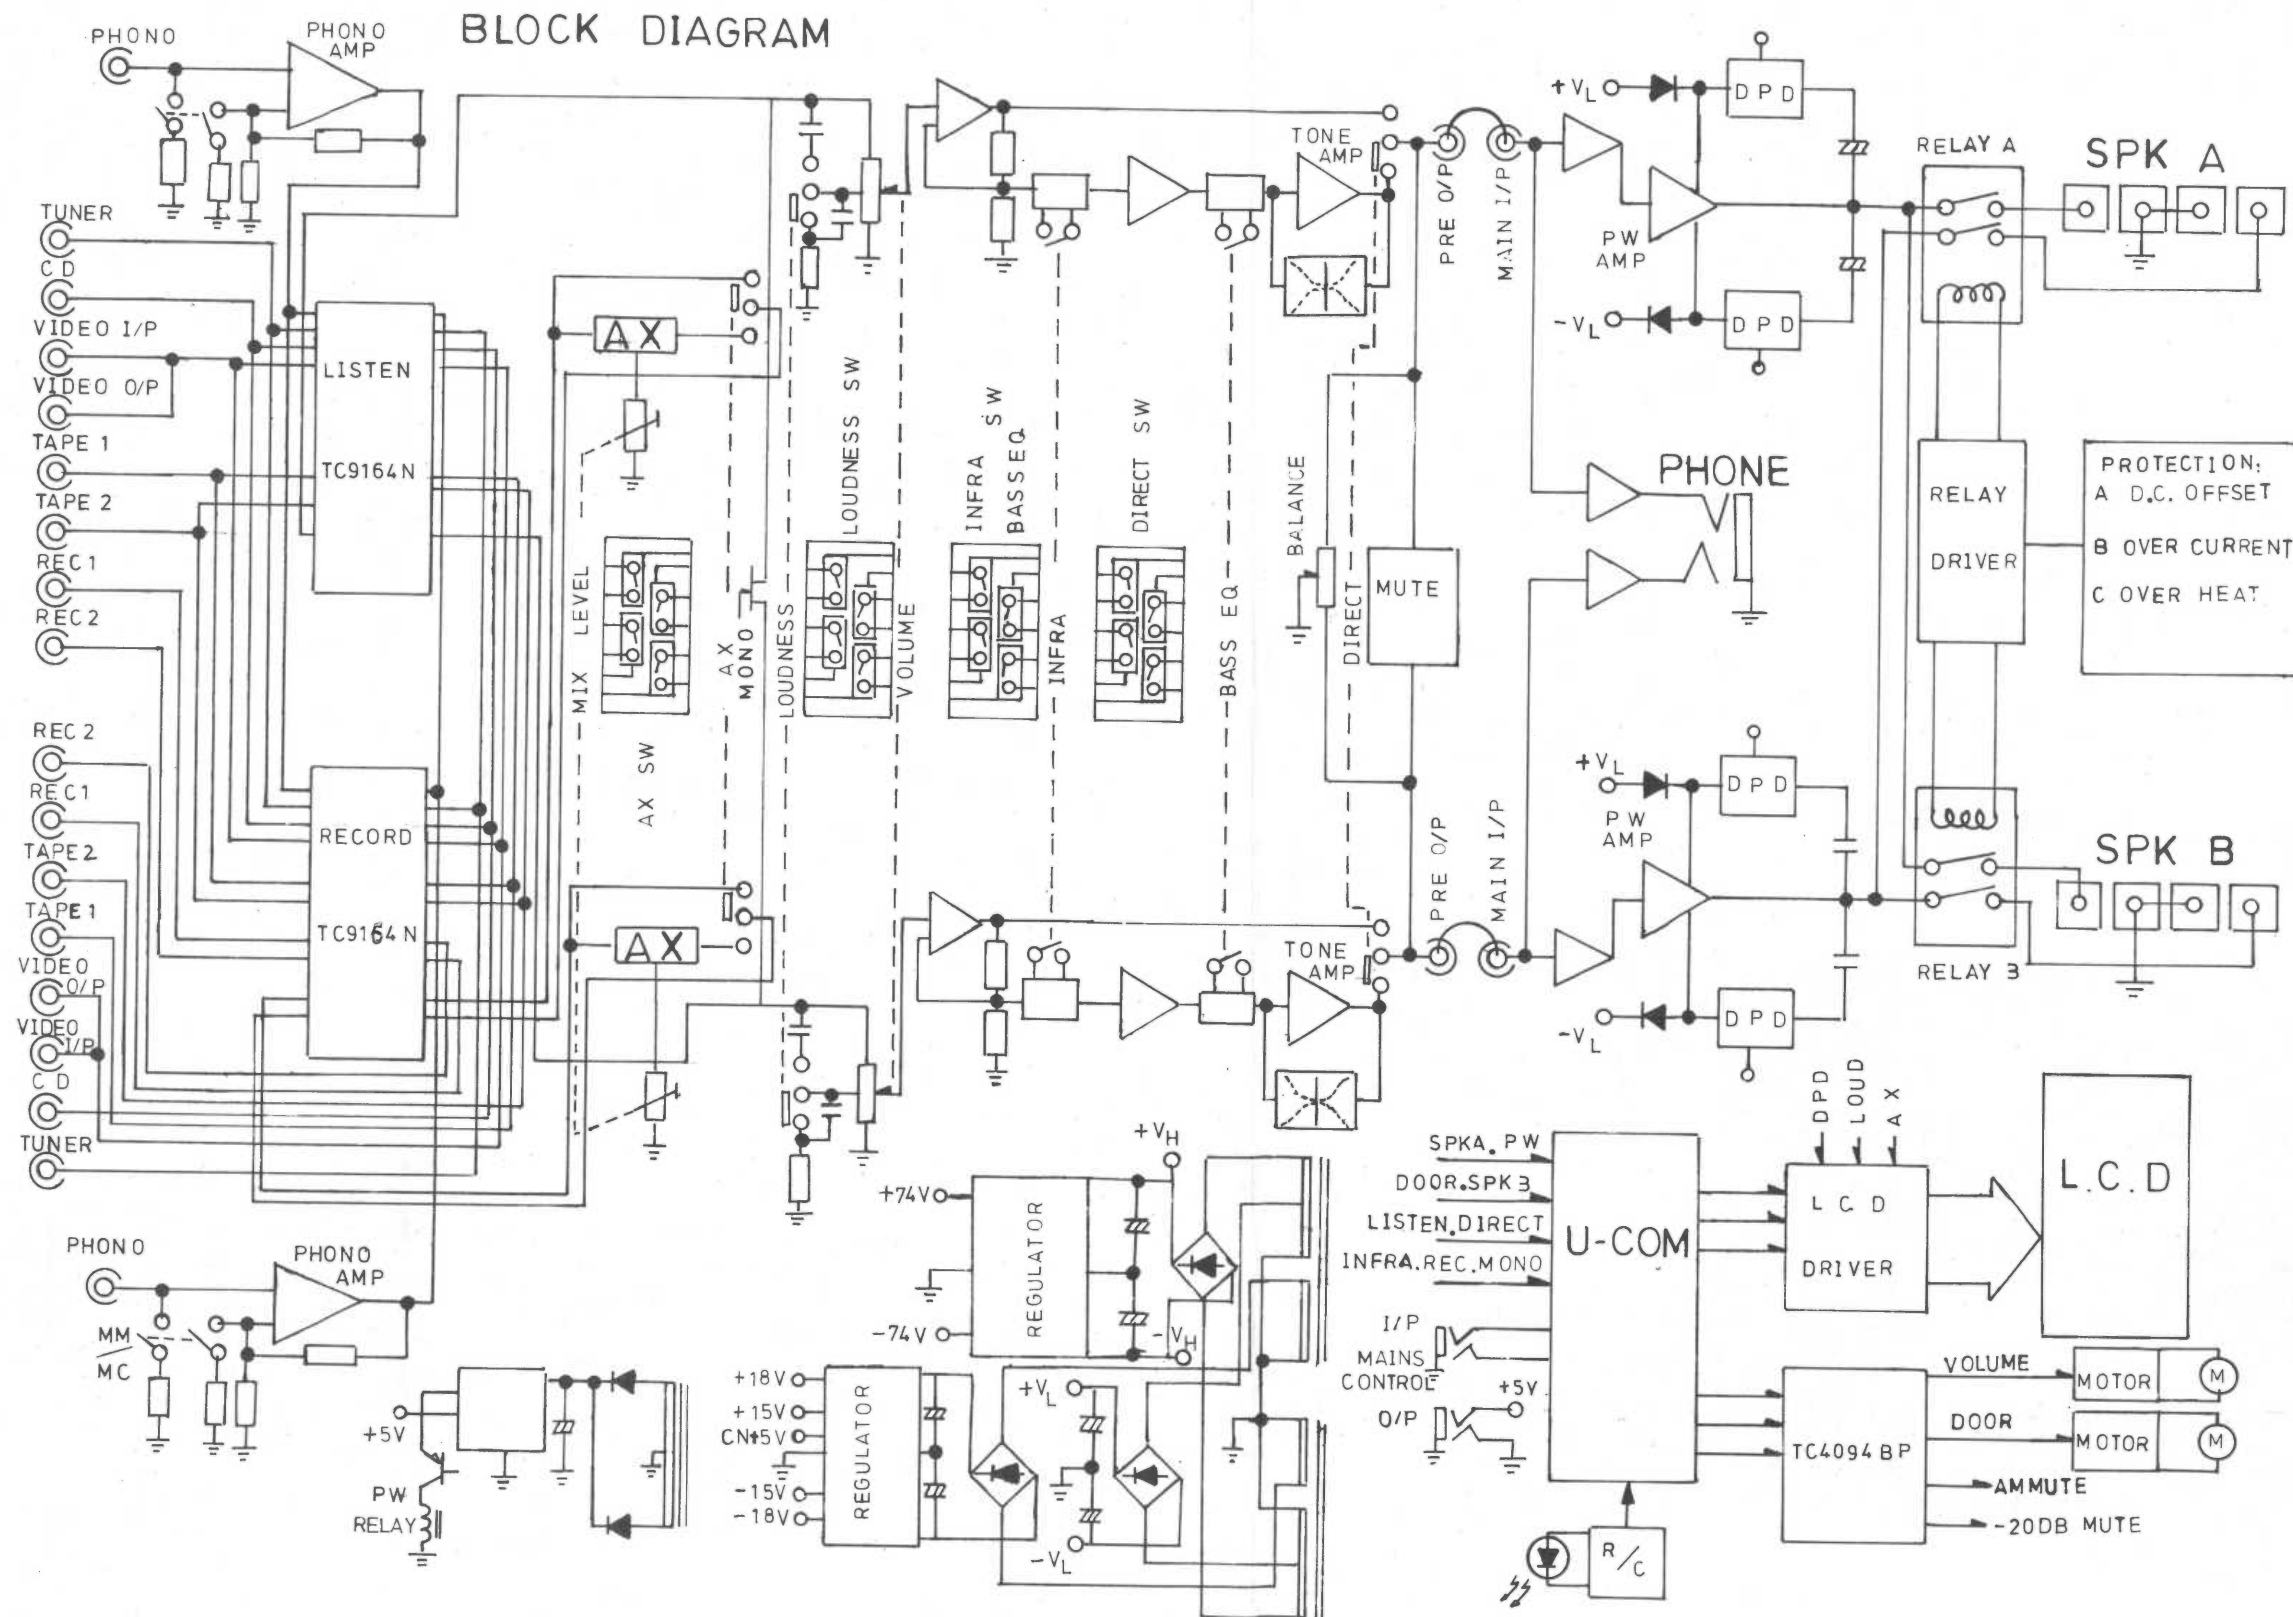 BLOCK DIAGRAM
PHONO
PHONO
AMP
TUNER
CD
VIDEO I/P
VIDEO O/P
TAPE 1
TAPE 2
REC 1
REC 2
LISTEN
TC9164N
REC 2
REC 1
TAPE 2
TAPE 1
VIDEO
O/P
VIDEO
I/P
CD
TUNER
RECORD
TC9164N
PHONO
PHONO
AMP
MM
MC
AX
MIX LEVEL
AX SW
AX
MONO
AX
LOUDNESS
LOUDNESS SW
VOLUME
INFRA SW
BASS EQ
INFRA
DIRECT SW
BASS EQ
TONE
AMP
BALANCE
DIRECT
MUTE
TONE
AMP
PRE O/P
MAIN I/P
PRE O/P
MAIN I/P
+VL
DPD
PW
AMP
-VL
DPD
RELAY A
SPK A
PHONE
RELAY
DRIVER
PROTECTION:
A D.C. OFFSET
B OVER CURRENT
C OVER HEAT
+VL
DPD
PW
AMP
-VL
DPD
RELAY B
SPK B
+5V
PW
RELAY
+74V
-74V
REGULATOR
+VH
-VH
+18V
+15V
CN+5V
-15V
-18V
REGULATOR
+VL
-VL
SPKA. PW
DOOR.SPKB
LISTEN.DIRECT
INFRA.REC.MONO
I/P
MAINS
CONTROL
O/P
+5V
U-COM
R/C
DPD
LOUD
AX
LCD
DRIVER
L.C.D
TC4094BP
VOLUME
MOTOR
M
DOOR
MOTOR
M
AMMUTE
-20DB MUTE